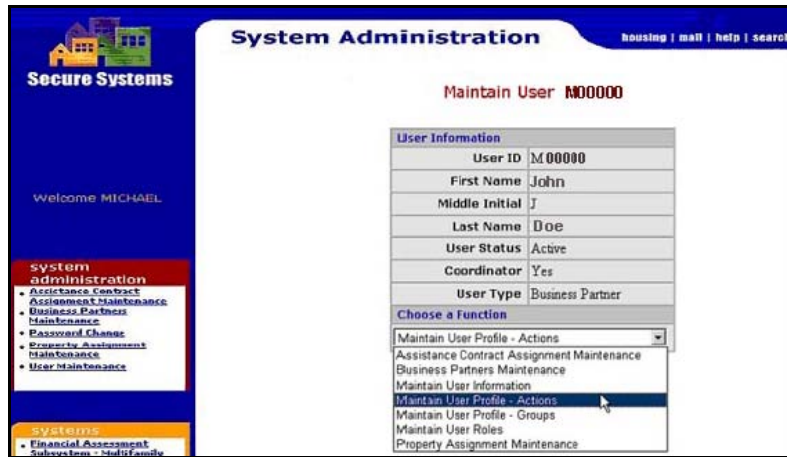 System Administration
housing | mail | help | search
Secure Systems
Maintain User M00000
User Information
User ID M00000
First Name John
Middle Initial J
Last Name Doe
User Status Active
Coordinator Yes
User Type Business Partner
Choose a Function
Maintain User Profile - Actions
Assistance Contract Assignment Maintenance
Business Partners Maintenance
Maintain User Information
Maintain User Profile - Actions
Maintain User Profile - Groups
Maintain User Roles
Property Assignment Maintenance
Welcome MICHAEL
system
administration
Assistance Contract
Assignment Maintenance
Business Partners
Maintenance
Password Change
Property Assignment
Maintenance
User Maintenance
systems
Financial Assessment
Subsystem - Multifamily